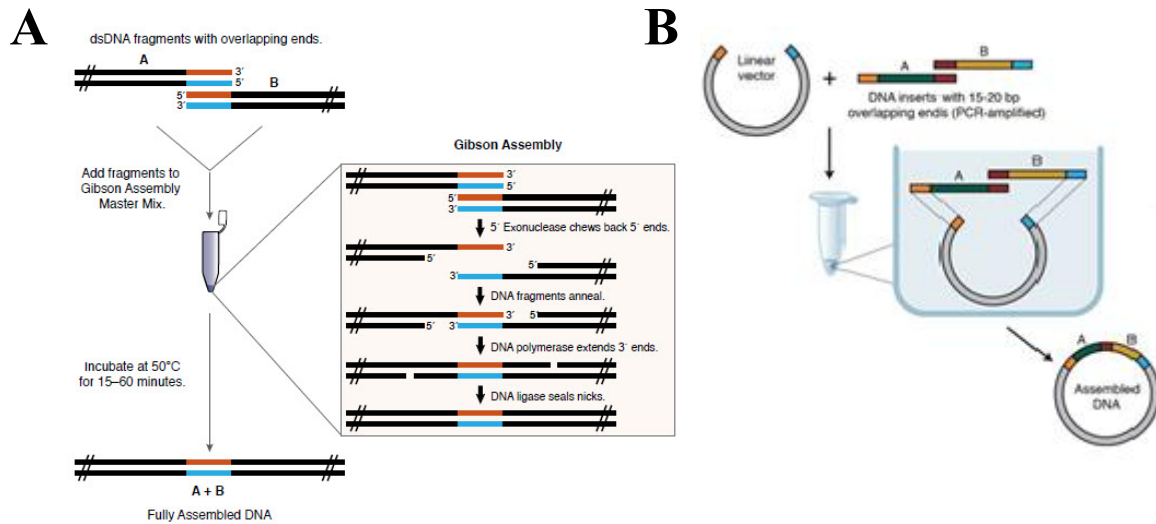 A
dsDNA fragments with overlapping ends.
A
3´
5´
5´
B
3´
Add fragments to
Gibson Assembly
Master Mix.
Incubate at 50°C
for 15–60 minutes.
A + B
Fully Assembled DNA
Gibson Assembly
3´
5´
5´
3´
5´ Exonuclease chews back 5´ ends.
3´
5´
5´
3´
DNA fragments anneal.
3´ 5´
5´ 3´
DNA polymerase extends 3´ ends.
DNA ligase seals nicks.
B
Liinear
vector
+
A
B
DNA inserts with 15-20 bp
overlapping endis (PCR-amplified)
A
B
A
B
Assembled
DNA